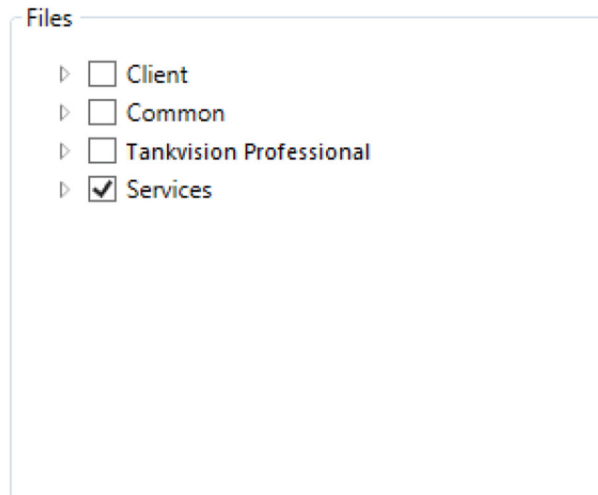 Files
Client
Common
Tankvision Professional
Services